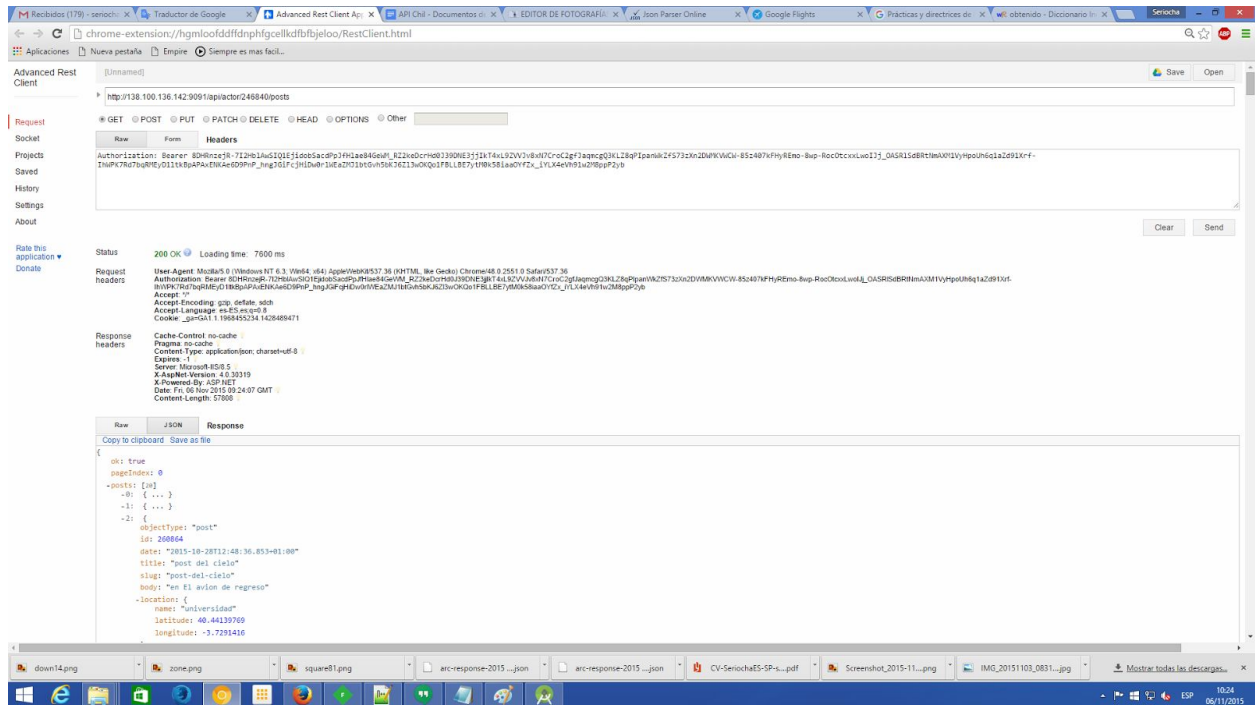 Recibidos (179) - serioch
Traductor de Google
Advanced Rest Client Ap
API Chil - Documentos d
EDITOR DE FOTOGRAFÍA
Json Parser Online
Google Flights
Prácticas y directrices de
will obtenido - Diccionario In
Seriocha
chrome-extension://hgmloofddffdnphfgcellkdfbfbjeloo/RestClient.html
Aplicaciones Nueva pestaña Empire Siempre es mas facil...
Advanced Rest Client
[Unnamed]
Save Open
http://138.100.136.142:9091/api/actor/246840/posts
Request
Socket
Projects
Saved
History
Settings
About
Rate this application ▾
Donate
GET POST PUT PATCH DELETE HEAD OPTIONS Other
Raw Form Headers
Authorization: Bearer
Clear Send
Status 200 OK Loading time: 7600 ms
Request headers
User-Agent: Mozilla/5.0 (Windows NT 6.3; Win64; x64) AppleWebKit/537.36 (KHTML, like Gecko) Chrome/48.0.2551.0 Safari/537.36
Authorization: Bearer
Accept: */*
Accept-Encoding: gzip, deflate, sdch
Accept-Language: es-ES,es;q=0.8
Cookie: _ga=GA1.1.1968455234.1428489471
Response headers
Cache-Control: no-cache
Pragma: no-cache
Content-Type: application/json; charset=utf-8
Expires: -1
Server: Microsoft-IIS/8.5
X-AspNet-Version: 4.0.30319
X-Powered-By: ASP.NET
Date: Fri, 06 Nov 2015 09:24:07 GMT
Content-Length: 57808
Raw JSON Response
Copy to clipboard Save as file
{
ok: true
pageIndex: 0
-posts: [20]
-0: { ... }
-1: { ... }
-2: {
objectType: "post"
id: 260864
date: "2015-10-28T12:48:36.853+01:00"
title: "post del cielo"
slug: "post-del-cielo"
body: "en El avion de regreso"
-location: {
name: "universidad"
latitude: 40.44139769
longitude: -3.7291416
down14.png
zone.png
square81.png
arc-response-2015 ....json
arc-response-2015 ....json
CV-SeriochaES-SP-s....pdf
Screenshot_2015-11....png
IMG_20151103_0831....jpg
Mostrar todas las descargas...
ESP
10:24
06/11/2015